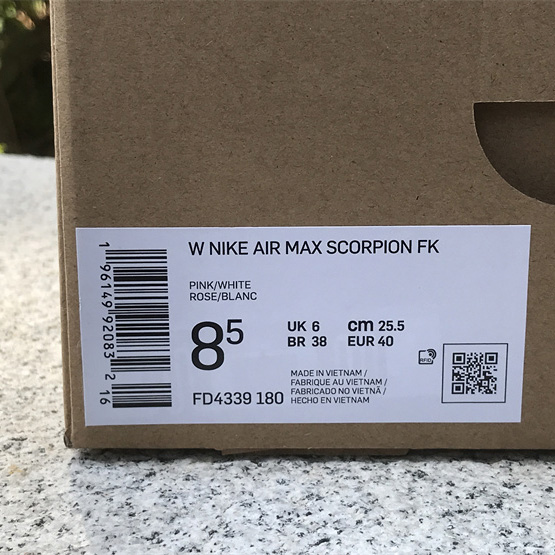 W NIKE AIR MAX SCORPION FK
PINK/WHITE
ROSE/BLANC
8⁵
UK 6 cm 25.5
BR 38 EUR 40
RFID
FD4339 180
MADE IN VIETNAM /
FABRIQUE AU VIETNAM /
FABRICADO NO VIETNÃ /
HECHO EN VIETNAM
1 96149 92083 2 16